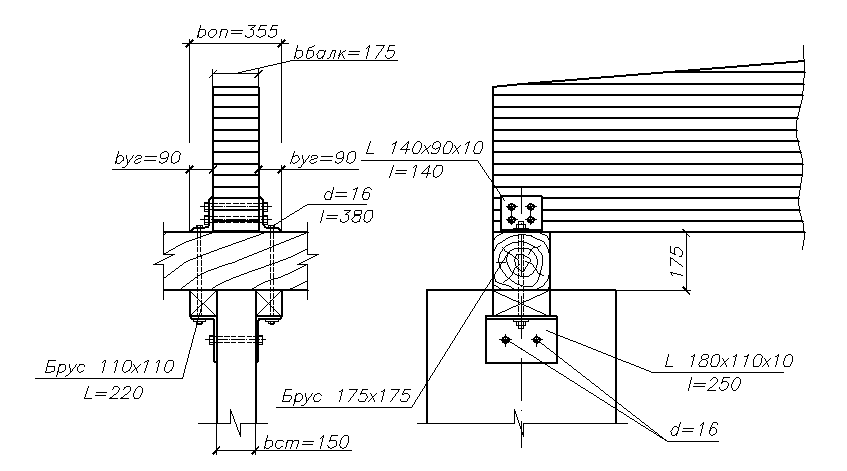 bоп=355
bбалк=175
bуг=90
bуг=90
d=16
l=380
Брус 110х110
L=220
bст=150
L 140х90х10
l=140
175
Брус 175х175
L 180х110х10
l=250
d=16